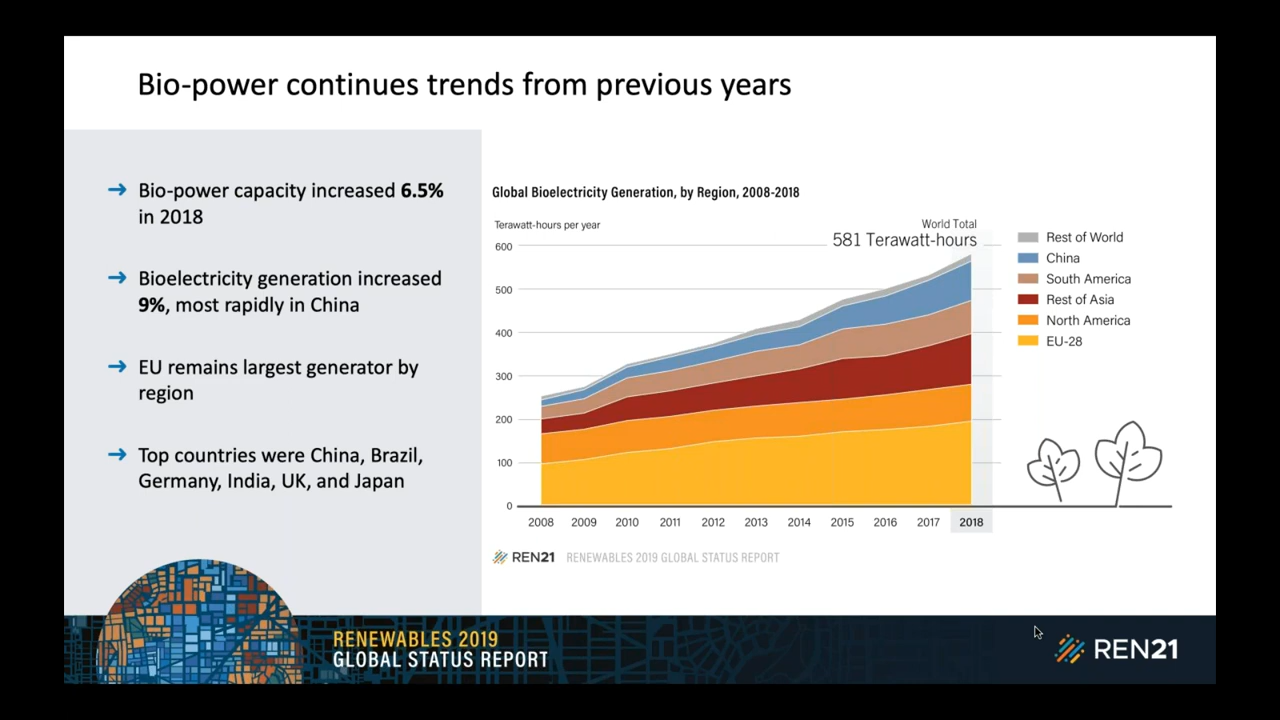 Bio-power continues trends from previous years
➔ Bio-power capacity increased 6.5%
in 2018
➔ Bioelectricity generation increased
9%, most rapidly in China
➔ EU remains largest generator by
region
➔ Top countries were China, Brazil,
Germany, India, UK, and Japan
Global Bioelectricity Generation, by Region, 2008-2018
Terawatt-hours per year
World Total
581 Terawatt-hours
600
500
400
300
200
100
0
2008 2009 2010 2011 2012 2013 2014 2015 2016 2017 2018
Rest of World
China
South America
Rest of Asia
North America
EU-28
REN21 RENEWABLES 2019 GLOBAL STATUS REPORT
RENEWABLES 2019
GLOBAL STATUS REPORT
REN21